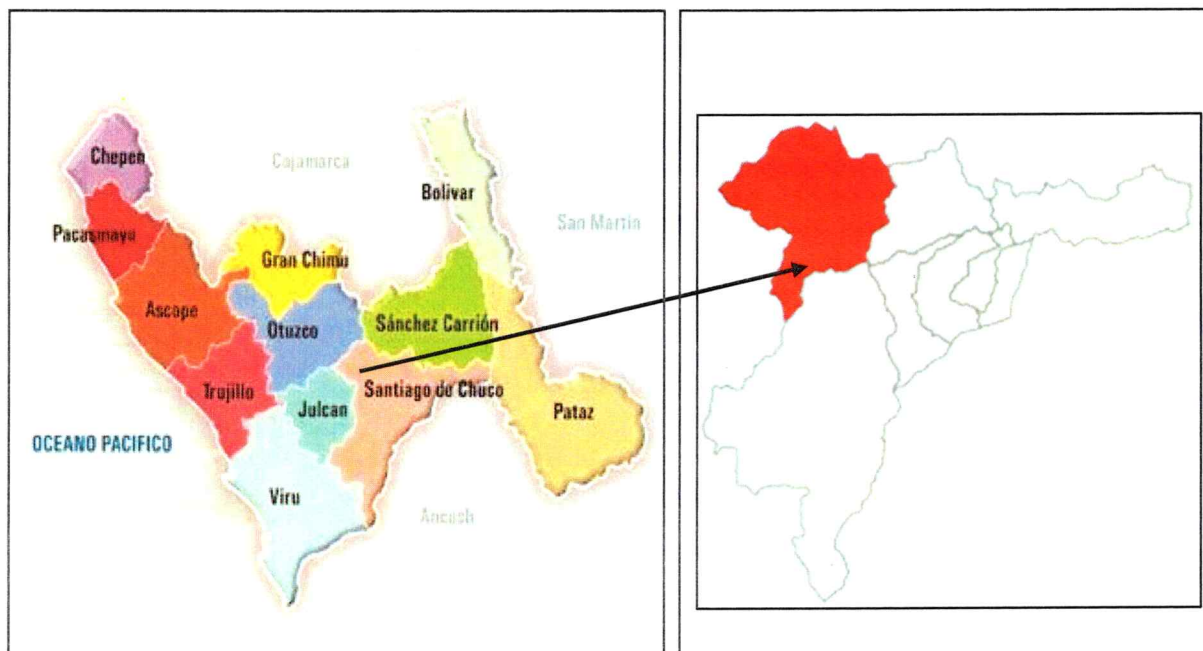 Chepen
Cajamarca
Bolivar
San Martin
Pacasmayo
Gran Chimu
Ascope
Otuzco
Sánchez Carrión
Trujillo
Santiago de Chuco
Julcan
Pataz
OCEANO PACIFICO
Viru
Ancash